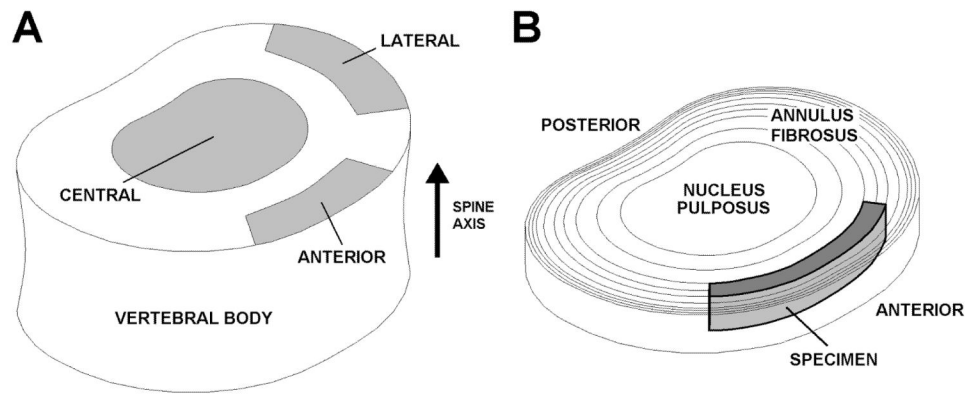 A
LATERAL
CENTRAL
SPINE
AXIS
ANTERIOR
VERTEBRAL BODY
B
POSTERIOR
ANNULUS
FIBROSUS
NUCLEUS
PULPOSUS
ANTERIOR
SPECIMEN